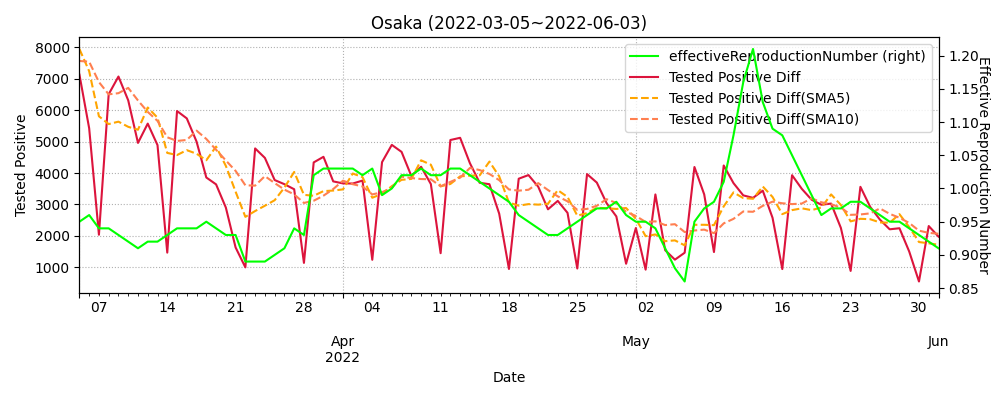 Osaka (2022-03-05~2022-06-03)
effectiveReproductionNumber (right)
Tested Positive Diff
Tested Positive Diff(SMA5)
Tested Positive Diff(SMA10)
Tested Positive
8000
7000
6000
5000
4000
3000
2000
1000
Effective Reproduction Number
1.20
1.15
1.10
1.05
1.00
0.95
0.90
0.85
07 14 21 28 04 11 18 25 02 09 16 23 30
Apr May Jun
2022
Date